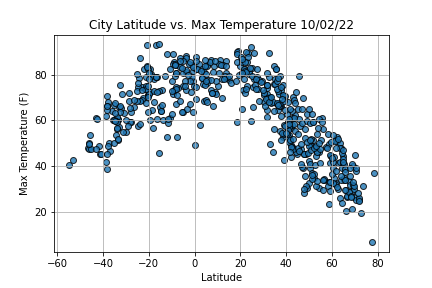 City Latitude vs. Max Temperature 10/02/22
Max Temperature (F)
80
60
40
20
−60 −40 −20 0 20 40 60 80
Latitude